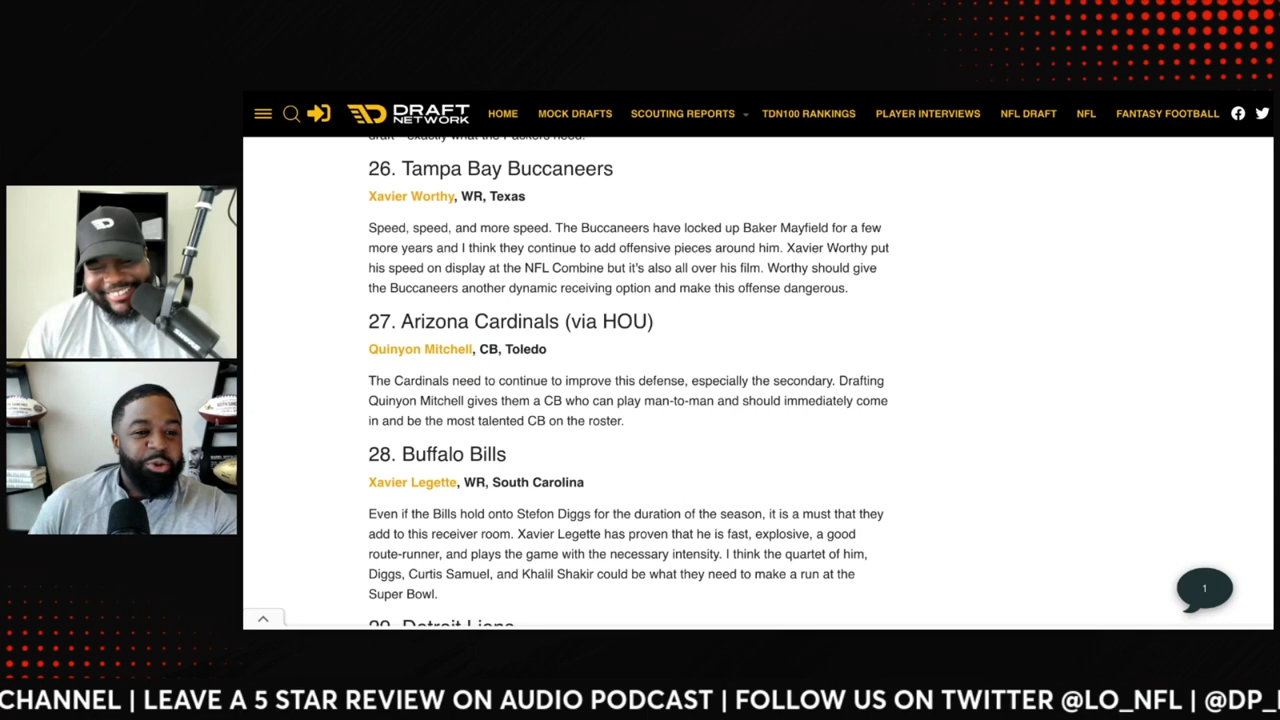 DRAFT
NETWORK
HOME MOCK DRAFTS SCOUTING REPORTS TDN100 RANKINGS PLAYER INTERVIEWS NFL DRAFT NFL FANTASY FOOTBALL
draft – exactly what the Packers need.
26. Tampa Bay Buccaneers
Xavier Worthy, WR, Texas
Speed, speed, and more speed. The Buccaneers have locked up Baker Mayfield for a few
more years and I think they continue to add offensive pieces around him. Xavier Worthy put
his speed on display at the NFL Combine but it's also all over his film. Worthy should give
the Buccaneers another dynamic receiving option and make this offense dangerous.
27. Arizona Cardinals (via HOU)
Quinyon Mitchell, CB, Toledo
The Cardinals need to continue to improve this defense, especially the secondary. Drafting
Quinyon Mitchell gives them a CB who can play man-to-man and should immediately come
in and be the most talented CB on the roster.
28. Buffalo Bills
Xavier Legette, WR, South Carolina
Even if the Bills hold onto Stefon Diggs for the duration of the season, it is a must that they
add to this receiver room. Xavier Legette has proven that he is fast, explosive, a good
route-runner, and plays the game with the necessary intensity. I think the quartet of him,
Diggs, Curtis Samuel, and Khalil Shakir could be what they need to make a run at the
Super Bowl.
29. Detroit Lions
1
CHANNEL | LEAVE A 5 STAR REVIEW ON AUDIO PODCAST | FOLLOW US ON TWITTER @LO_NFL | @DP_